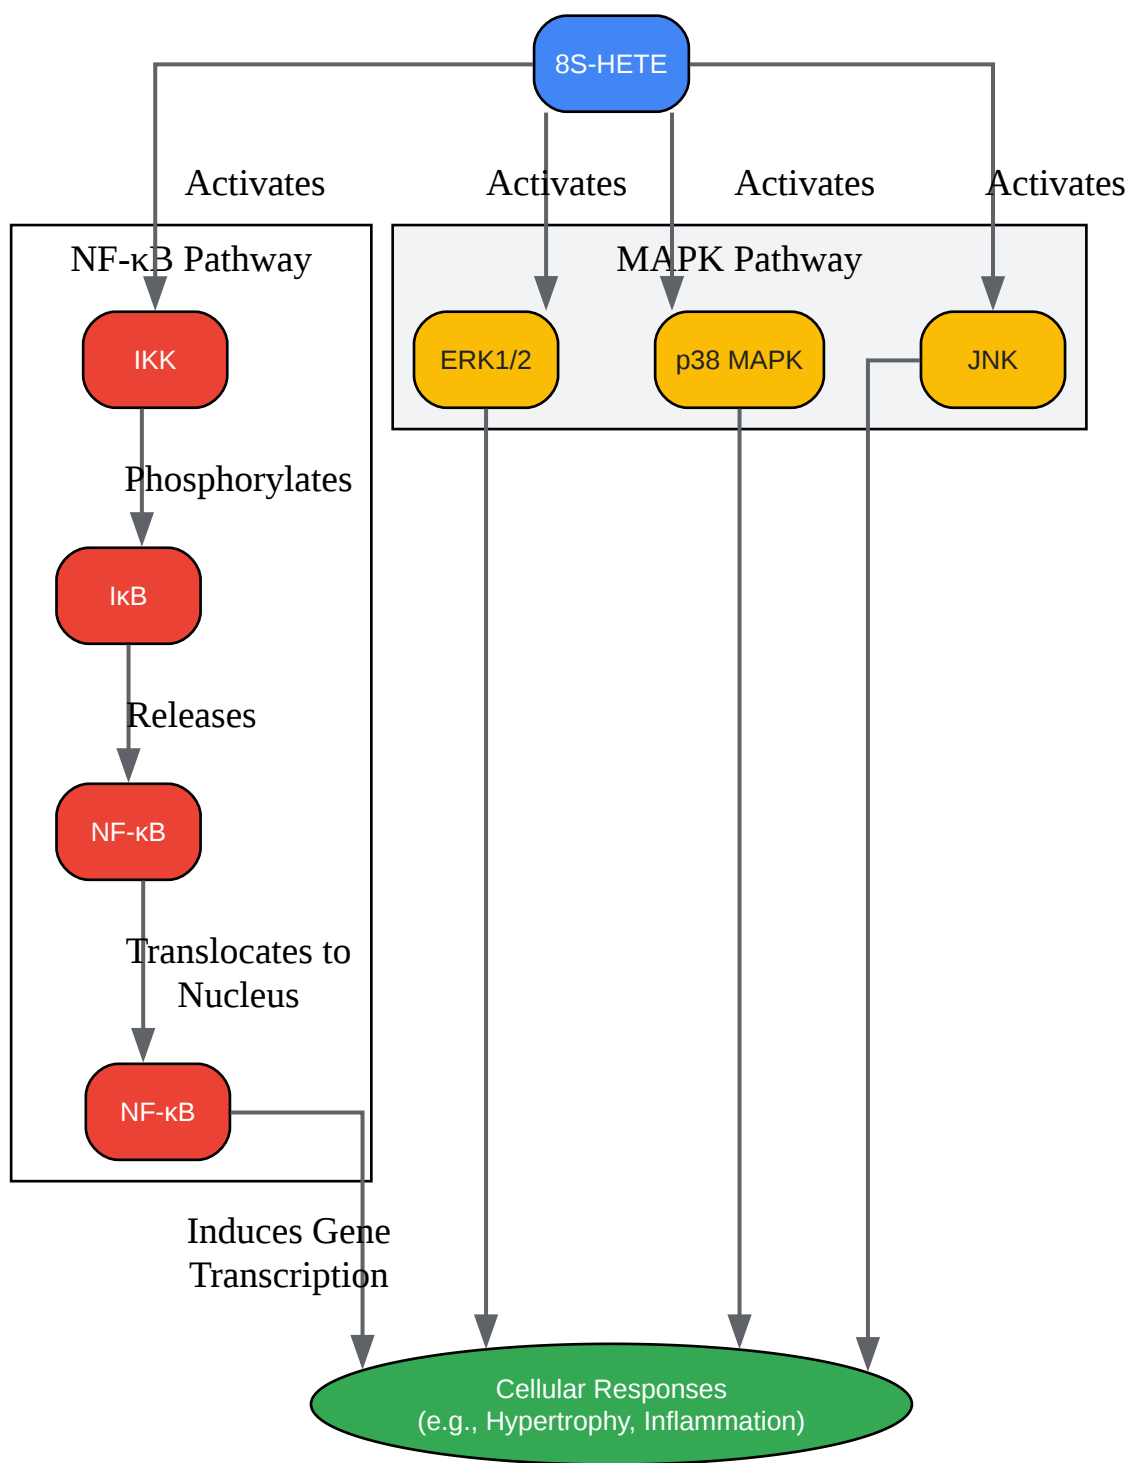 8S-HETE
Activates
Activates
Activates
Activates
NF-κB Pathway
MAPK Pathway
IKK
ERK1/2
p38 MAPK
JNK
Phosphorylates
IκB
Releases
NF-κB
Translocates to
Nucleus
NF-κB
Induces Gene
Transcription
Cellular Responses
(e.g., Hypertrophy, Inflammation)